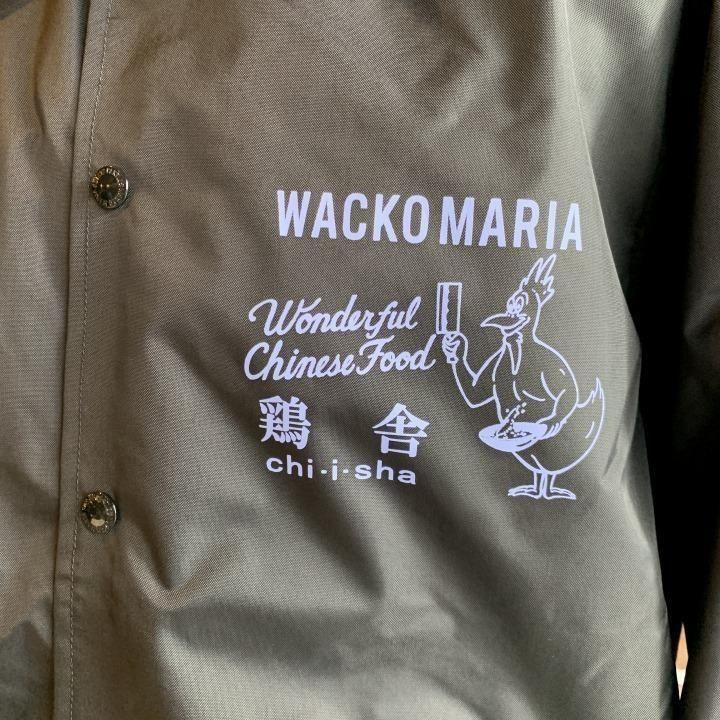 WACKO MARIA
Wonderful
Chinese Food
鶏舎
chi-i-sha